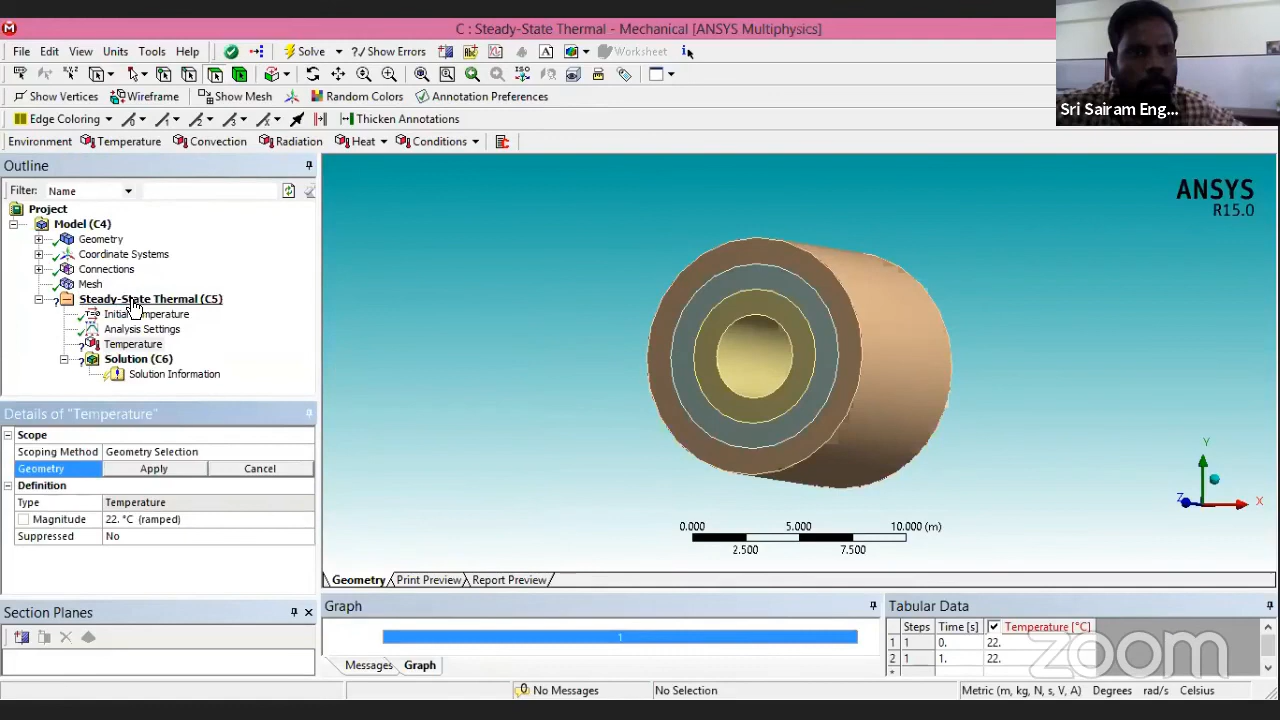 C : Steady-State Thermal - Mechanical [ANSYS Multiphysics]
File Edit View Units Tools Help Solve ?/ Show Errors Worksheet
Show Vertices Wireframe Show Mesh Random Colors Annotation Preferences
Edge Coloring Thicken Annotations
Environment Temperature Convection Radiation Heat Conditions
Sri Sairam Eng...
Outline
Filter: Name
Project
Model (C4)
Geometry
Coordinate Systems
Connections
Mesh
Steady-State Thermal (C5)
Initial Temperature
Analysis Settings
Temperature
Solution (C6)
Solution Information
Details of "Temperature"
Scope
Scoping Method Geometry Selection
Geometry Apply Cancel
Definition
Type Temperature
Magnitude 22. °C (ramped)
Suppressed No
Section Planes
ANSYS
R15.0
Y
Z
X
0.000 5.000 10.000 (m)
2.500 7.500
Geometry Print Preview Report Preview
Graph
1
Messages Graph
Tabular Data
Steps Time [s] Temperature [°C]
1 1 0. 22.
2 1 1. 22.
*
zoom
0 No Messages No Selection Metric (m, kg, N, s, V, A) Degrees rad/s Celsius